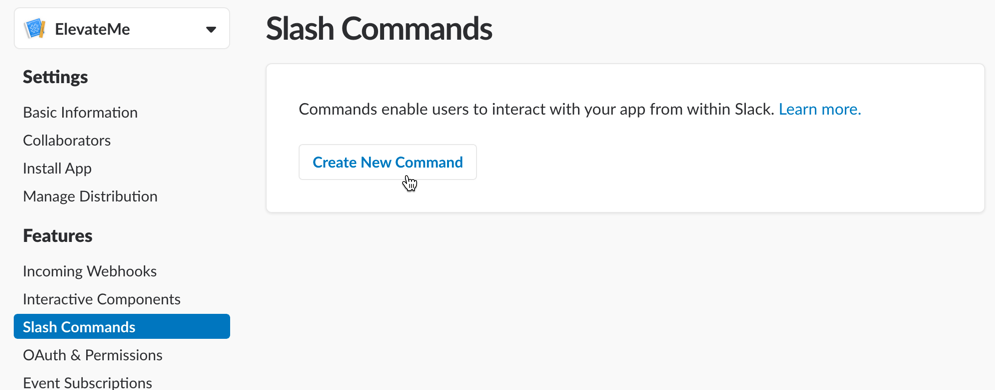 ElevateMe
Settings
Basic Information
Collaborators
Install App
Manage Distribution
Features
Incoming Webhooks
Interactive Components
Slash Commands
OAuth & Permissions
Event Subscriptions
Slash Commands
Commands enable users to interact with your app from within Slack. Learn more.
Create New Command